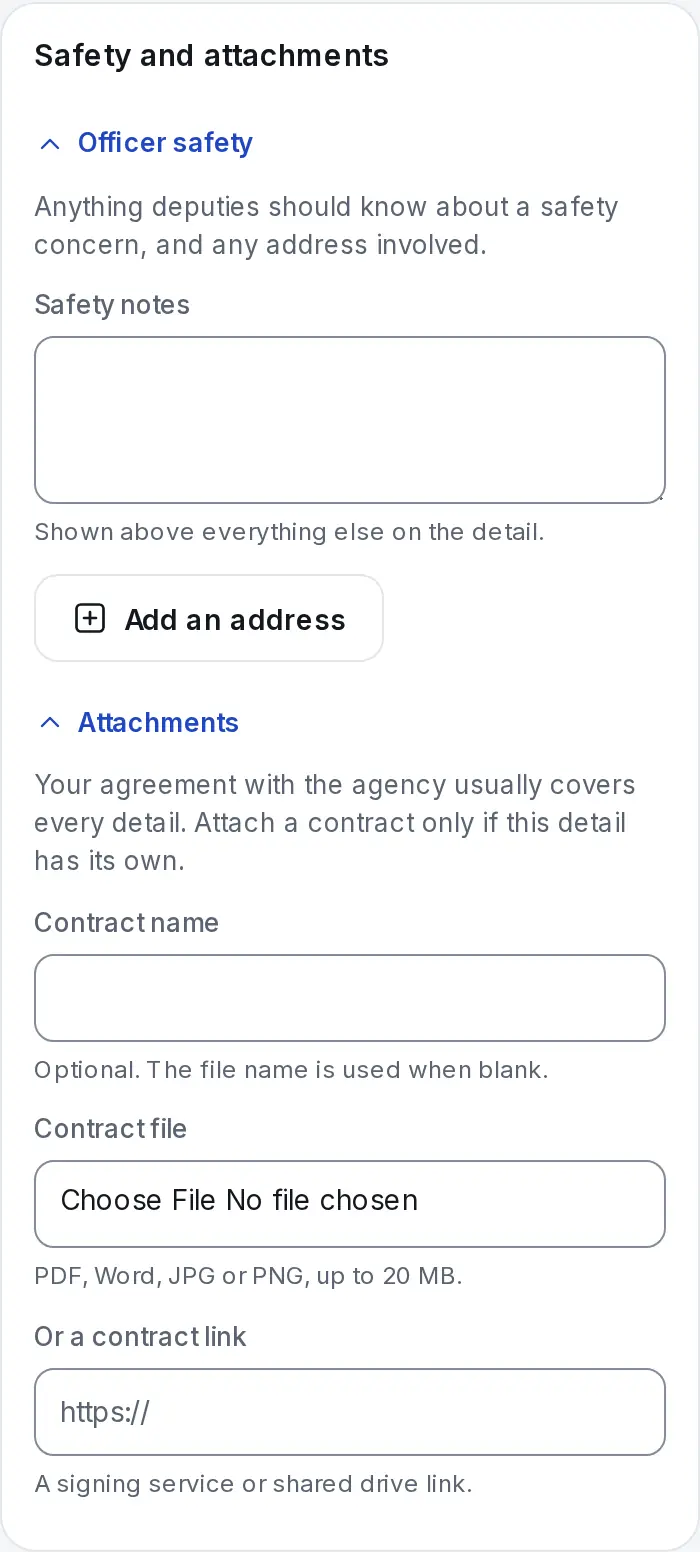 Safety and attachments
Officer safety
Anything deputies should know about a safety
concern, and any address involved.
Safety notes
Shown above everything else on the detail.
Add an address
Attachments
Your agreement with the agency usually covers
every detail. Attach a contract only if this detail
has its own.
Contract name
Optional. The file name is used when blank.
Contract file
Choose File No file chosen
PDF, Word, JPG or PNG, up to 20 MB.
Or a contract link
https://
A signing service or shared drive link.